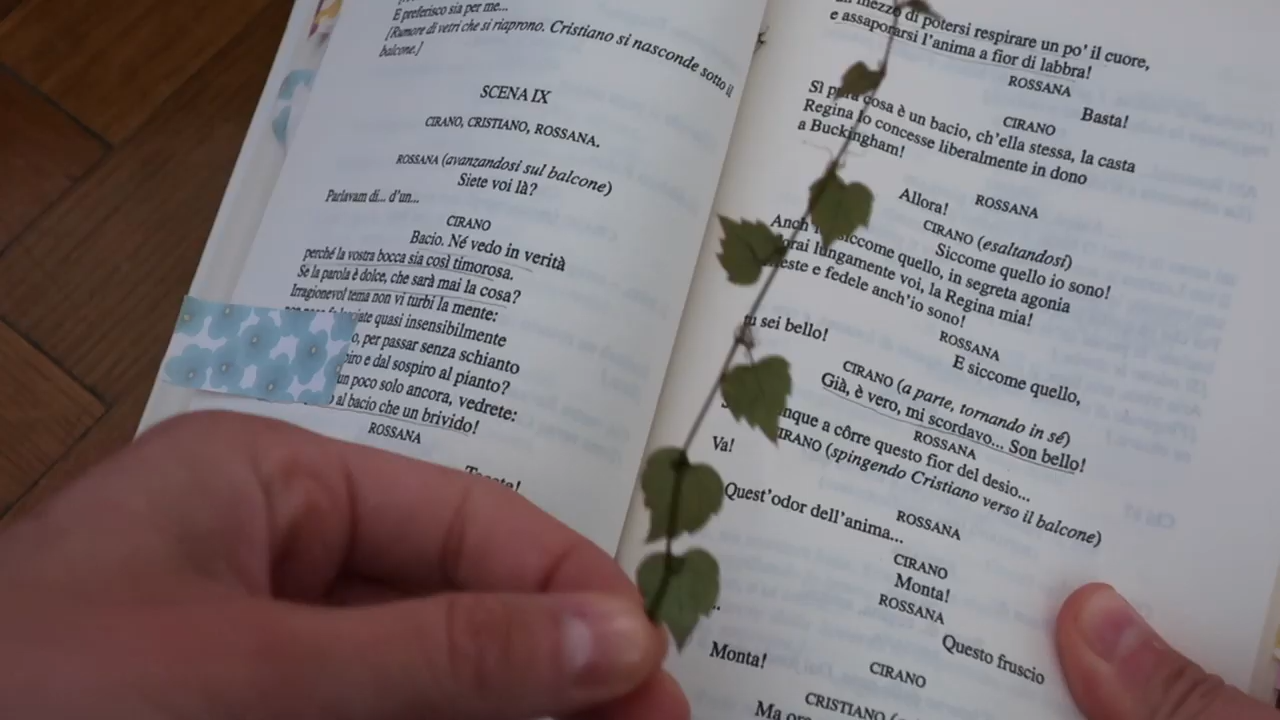 E preferisco sia per me...
[Rumore di vetri che si riaprono. Cristiano si nasconde sotto il
balcone.]
SCENA IX
CIRANO, CRISTIANO, ROSSANA.
ROSSANA (avanzandosi sul balcone)
Siete voi là?
Parlavam di... d'un...
CIRANO
Bacio. Né vedo in verità
perché la vostra bocca sia così timorosa.
Se la parola è dolce, che sarà mai la cosa?
Irragionevol tema non vi turbi la mente:
quasi insensibilmente
per passar senza schianto
e dal sospiro al pianto?
un poco solo ancora, vedrete:
al bacio che un brivido!
ROSSANA
mezzo di potersi respirare un po' il cuore,
e assaporarsi l'anima a fior di labbra!
ROSSANA
Basta!
CIRANO
Sì pura cosa è un bacio, ch'ella stessa, la casta
Regina lo concesse liberalmente in dono
a Buckingham!
ROSSANA
Allora!
CIRANO (esaltandosi)
Siccome quello io sono!
siccome quello, in segreta agonia
lungamente voi, la Regina mia!
e fedele anch'io sono!
ROSSANA
E siccome quello,
tu sei bello!
CIRANO (a parte, tornando in sé)
Già, è vero, mi scordavo... Son bello!
ROSSANA
a côrre questo fior del desio...
CIRANO (spingendo Cristiano verso il balcone)
Va!
ROSSANA
Quest'odor dell'anima...
CIRANO
Monta!
ROSSANA
Questo fruscio
CIRANO
Monta!
CRISTIANO
Ma